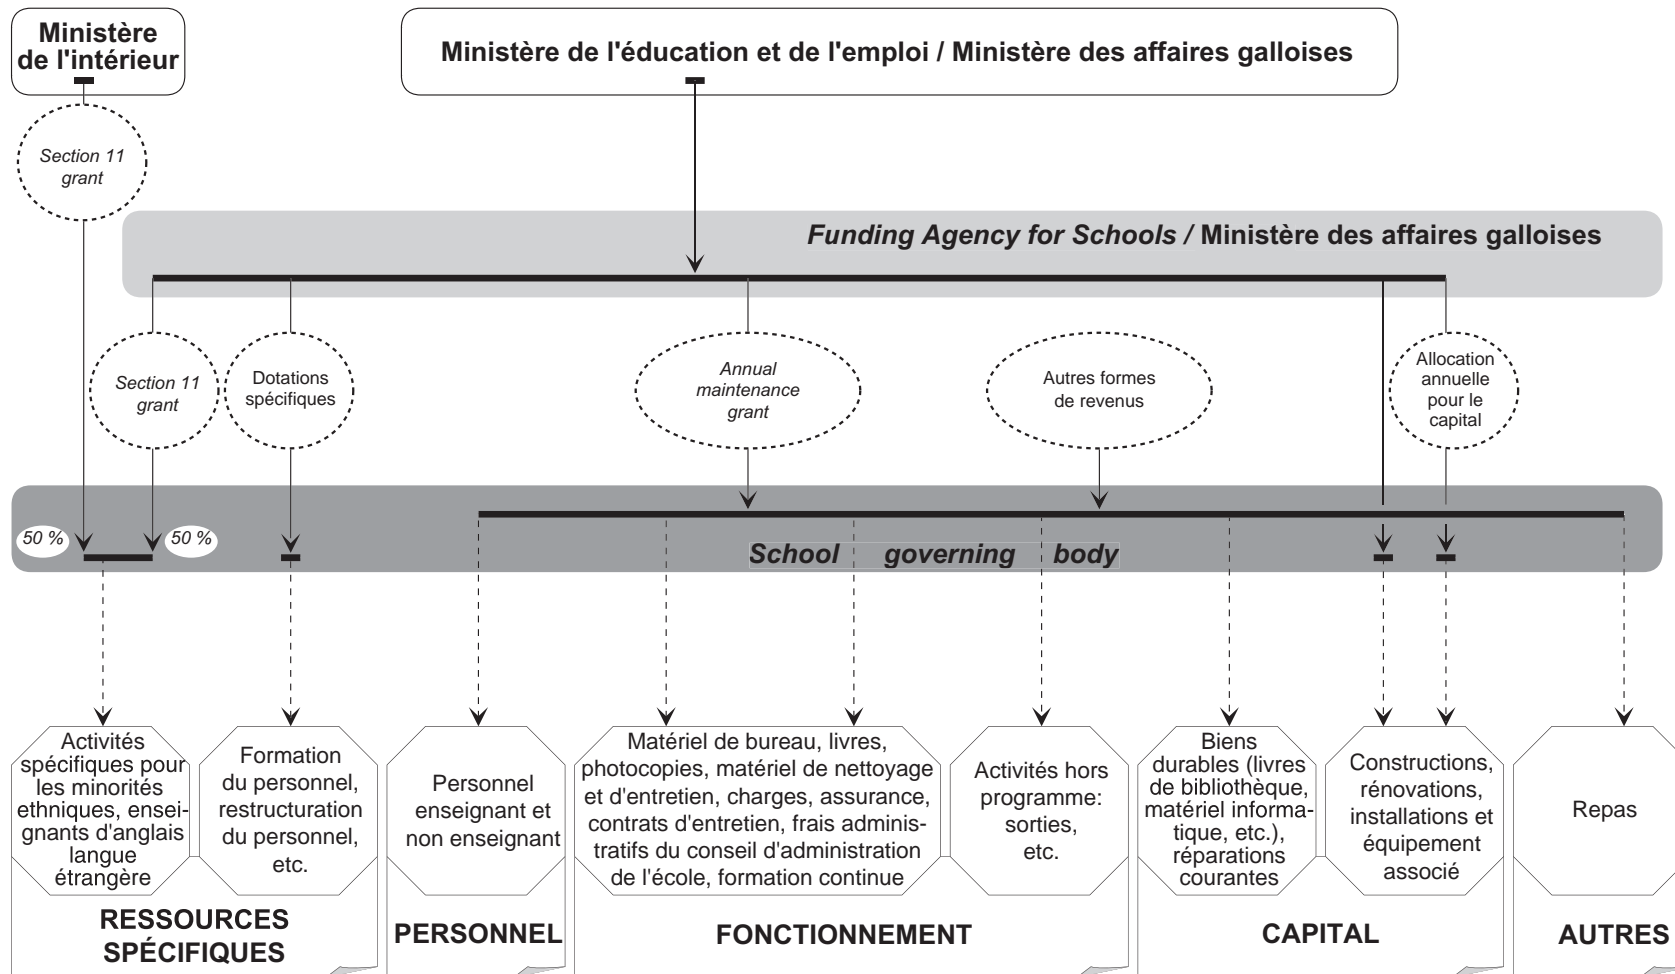 Ministère
de l'intérieur
Ministère de l'éducation et de l'emploi / Ministère des affaires galloises
Section 11
grant
Funding Agency for Schools / Ministère des affaires galloises
Section 11
grant
Dotations
spécifiques
Annual
maintenance
grant
Autres formes
de revenus
Allocation
annuelle
pour le
capital
50 %
50 %
School governing body
Activités
spécifiques pour
les minorités
ethniques, ensei-
gnants d'anglais
langue
étrangère
Formation
du personnel,
restructuration
du personnel,
etc.
Personnel
enseignant et
non enseignant
Matériel de bureau, livres,
photocopies, matériel de nettoyage
et d'entretien, charges, assurance,
contrats d'entretien, frais adminis-
tratifs du conseil d'administration
de l'école, formation continue
Activités hors
programme:
sorties,
etc.
Biens
durables (livres
de bibliothèque,
matériel informa-
tique, etc.),
réparations
courantes
Constructions,
rénovations,
installations et
équipement
associé
Repas
RESSOURCES
SPÉCIFIQUES
PERSONNEL
FONCTIONNEMENT
CAPITAL
AUTRES